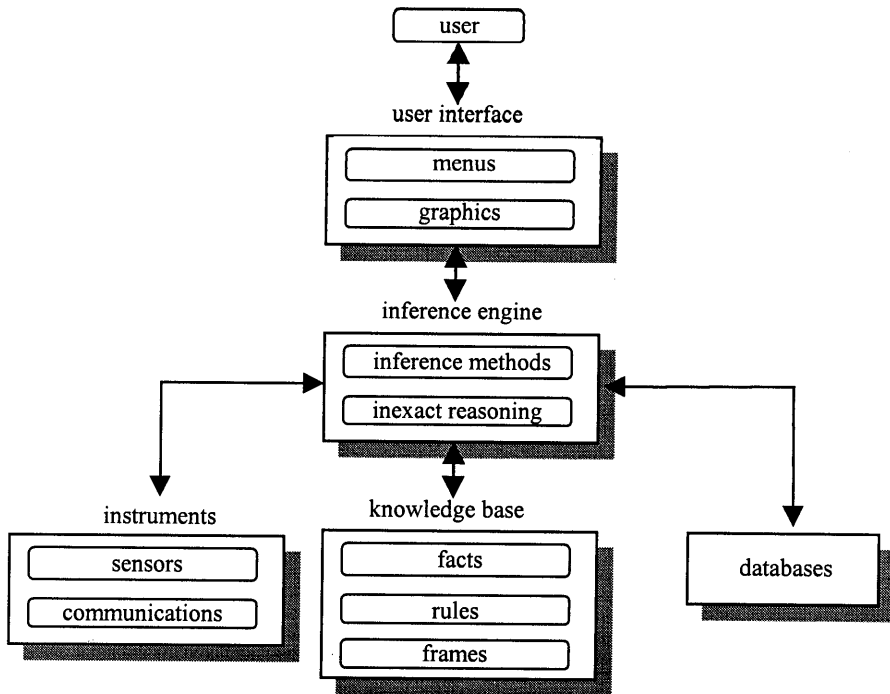 user
user interface
menus
graphics
inference engine
inference methods
inexact reasoning
instruments
sensors
communications
knowledge base
facts
rules
frames
databases